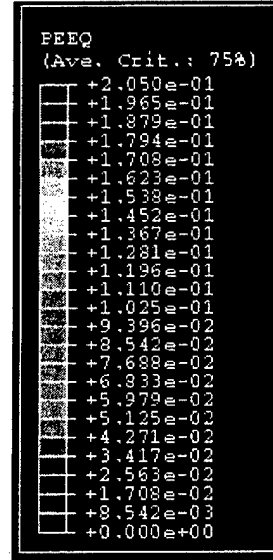 PEEQ
(Ave. Crit.: 75%)
+2.050e-01
+1.965e-01
+1.879e-01
+1.794e-01
+1.708e-01
+1.623e-01
+1.538e-01
+1.452e-01
+1.367e-01
+1.281e-01
+1.196e-01
+1.110e-01
+1.025e-01
+9.396e-02
+8.542e-02
+7.688e-02
+6.833e-02
+5.979e-02
+5.125e-02
+4.271e-02
+3.417e-02
+2.563e-02
+1.708e-02
+8.542e-03
+0.000e+00